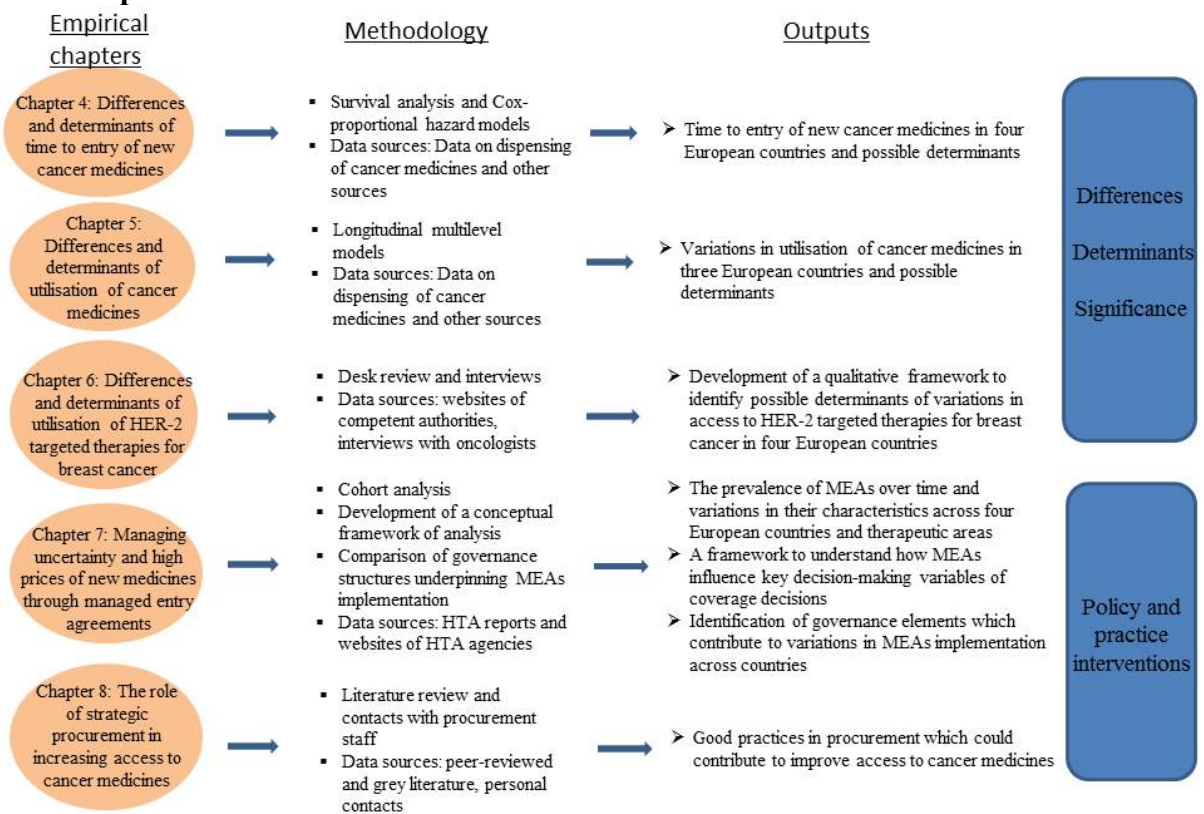 Empirical
chapters
Methodology
Outputs
Chapter 4: Differences
and determinants of
time to entry of new
cancer medicines
▪ Survival analysis and Cox-
proportional hazard models
▪ Data sources: Data on dispensing
of cancer medicines and other
sources
➢ Time to entry of new cancer medicines in four
European countries and possible determinants
Chapter 5:
Differences and
determinants of
utilisation of cancer
medicines
▪ Longitudinal multilevel
models
▪ Data sources: Data on
dispensing of cancer
medicines and other sources
➢ Variations in utilisation of cancer medicines in
three European countries and possible
determinants
Chapter 6: Differences
and determinants of
utilisation of HER-2
targeted therapies for
breast cancer
▪ Desk review and interviews
▪ Data sources: websites of
competent authorities,
interviews with oncologists
➢ Development of a qualitative framework to
identify possible determinants of variations in
access to HER-2 targeted therapies for breast
cancer in four European countries
Differences
Determinants
Significance
Chapter 7: Managing
uncertainty and high
prices of new medicines
through managed entry
agreements
▪ Cohort analysis
▪ Development of a conceptual
framework of analysis
▪ Comparison of governance
structures underpinning MEAs
implementation
▪ Data sources: HTA reports and
websites of HTA agencies
➢ The prevalence of MEAs over time and
variations in their characteristics across four
European countries and therapeutic areas
➢ A framework to understand how MEAs
influence key decision-making variables of
coverage decisions
➢ Identification of governance elements which
contribute to variations in MEAs implementation
across countries
Chapter 8: The role
of strategic
procurement in
increasing access to
cancer medicines
▪ Literature review and
contacts with procurement
staff
▪ Data sources: peer-reviewed
and grey literature, personal
contacts
➢ Good practices in procurement which could
contribute to improve access to cancer medicines
Policy and
practice
interventions